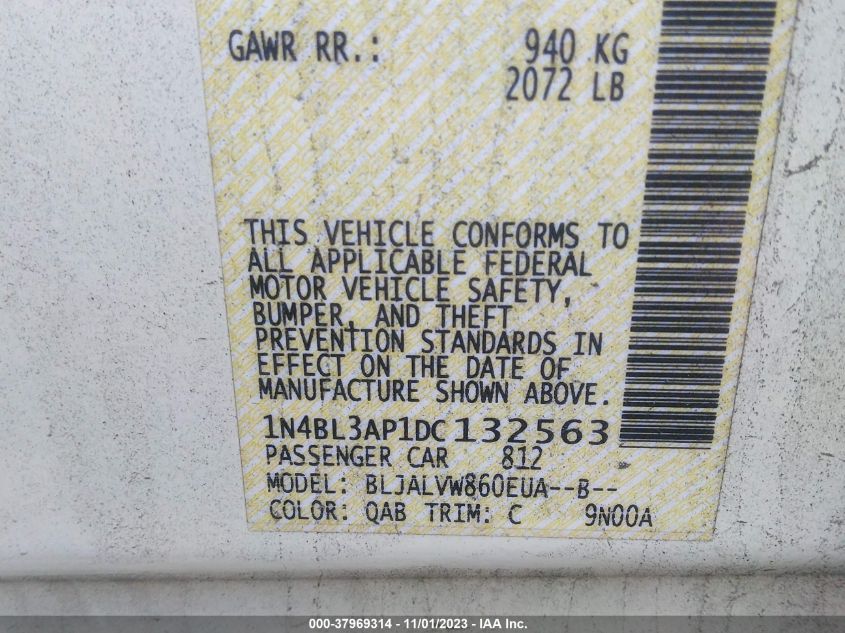 GAWR RR.: 940 KG
2072 LB
THIS VEHICLE CONFORMS TO
ALL APPLICABLE FEDERAL
MOTOR VEHICLE SAFETY,
BUMPER, AND THEFT
PREVENTION STANDARDS IN
EFFECT ON THE DATE OF
MANUFACTURE SHOWN ABOVE.
1N4BL3AP1DC132563
PASSENGER CAR 812
MODEL: BLJALVW860EUA--B--
COLOR: QAB TRIM: C 9N00A
000-37969314 - 11/01/2023 - IAA Inc.